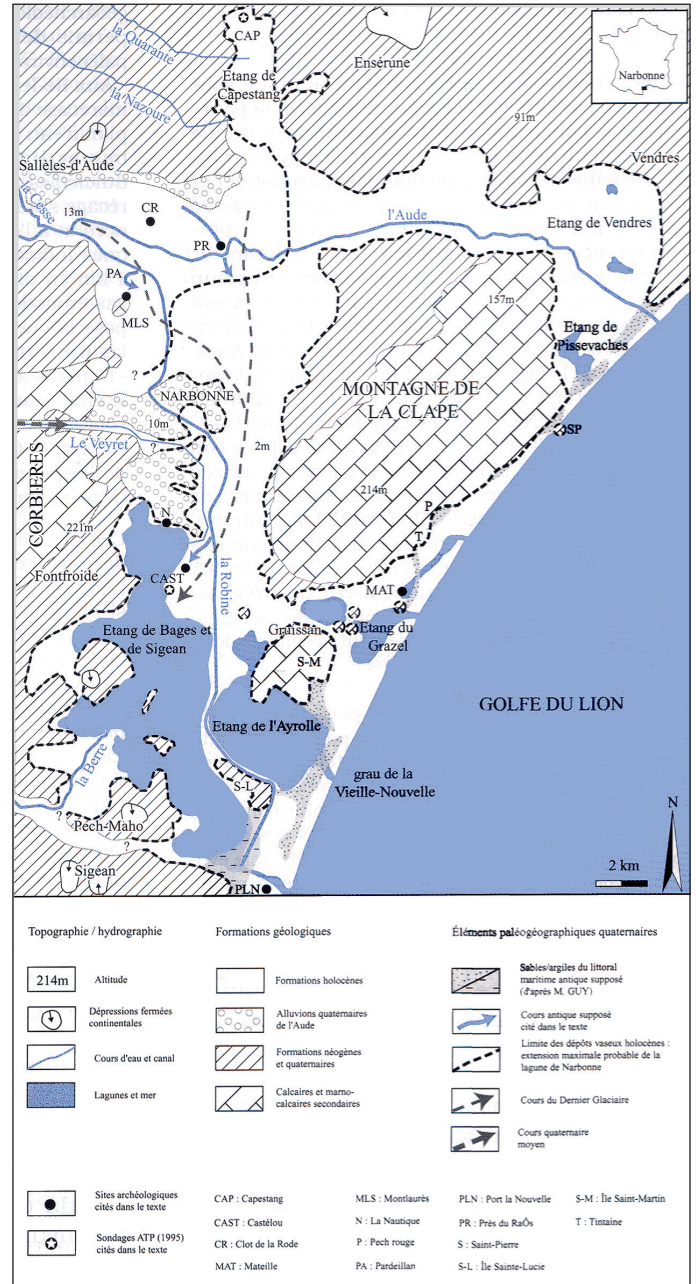 CAP
la Quarante
Etang de
Capestang
Ensérune
Narbonne
la Nazoure
91m
Sallèles-d'Aude
Vendres
la Cesse
13m
CR
PR
l'Aude
Etang de Vendres
PA
MLS
157m
Etang de
Pissevaches
?
MONTAGNE DE
LA CLAPE
NARBONNE
SP
10m
Le Veyret
?
2m
CORBIERES
214m
221m
N
P
T
Fontfroide
CAST
la Robine
MAT
Etang de Bages et
de Sigean
Gruissan
Etang du
Grazel
S-M
GOLFE DU LION
Etang de l'Ayrolle
la Berre
grau de la
Vieille-Nouvelle
S-L
?
Pech-Maho
?
N
Sigean
2 km
PLN
Topographie / hydrographie
214m
Altitude
Dépressions fermées
continentales
Cours d'eau et canal
Lagunes et mer
Formations géologiques
Formations holocènes
Alluvions quaternaires
de l'Aude
Formations néogènes
et quaternaires
Calcaires et marno-
calcaires secondaires
Éléments paléogéographiques quaternaires
Sables/argiles du littoral
maritime antique supposé
(d'après M. GUY)
Cours antique supposé
cité dans le texte
Limite des dépôts vaseux holocènes :
extension maximale probable de la
lagune de Narbonne
Cours du Dernier Glaciaire
Cours quaternaire
moyen
Sites archéologiques
cités dans le texte
Sondages ATP (1995)
cités dans le texte
CAP : Capestang
CAST : Castélou
CR : Clot de la Rode
MAT : Mateille
MLS : Montlaurès
N : La Nautique
P : Pech rouge
PA : Pardeillan
PLN : Port la Nouvelle
PR : Près du RaÔs
S : Saint-Pierre
S-L : Île Sainte-Lucie
S-M : Île Saint-Martin
T : Tintaine